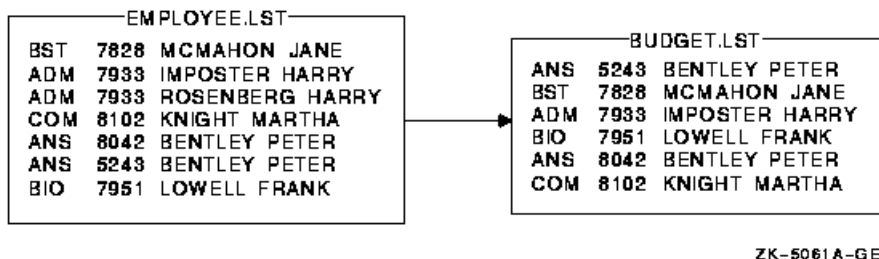 EMPLOYEE.LST
BST 7828 MCMAHON JANE
ADM 7933 IMPOSTER HARRY
ADM 7933 ROSENBERG HARRY
COM 8102 KNIGHT MARTHA
ANS 8042 BENTLEY PETER
ANS 5243 BENTLEY PETER
BIO 7951 LOWELL FRANK
BUDGET.LST
ANS 5243 BENTLEY PETER
BST 7828 MCMAHON JANE
ADM 7933 IMPOSTER HARRY
BIO 7951 LOWELL FRANK
ANS 8042 BENTLEY PETER
COM 8102 KNIGHT MARTHA
ZK-5061A-GE